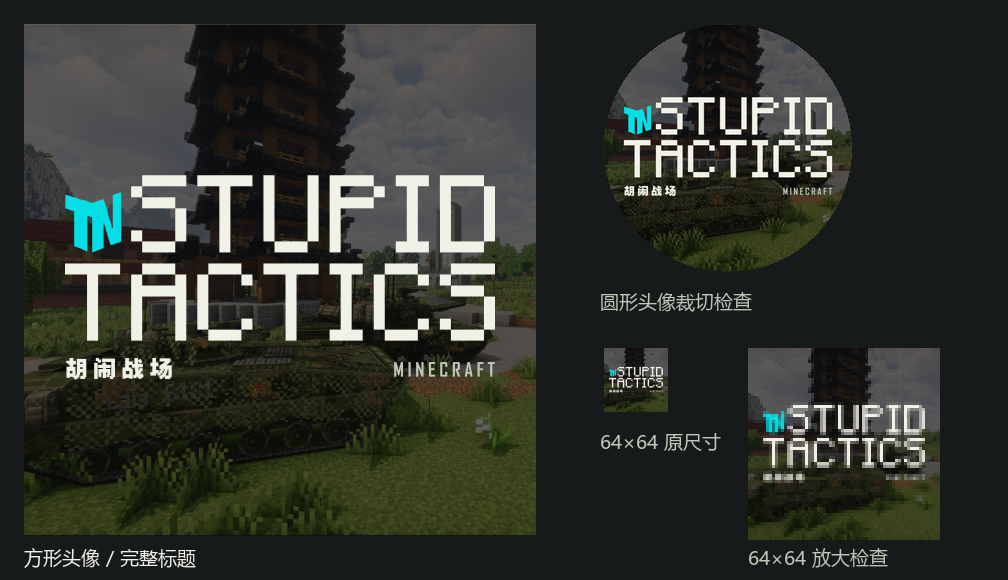 TN STUPID
TACTICS
胡闹战场
MINECRAFT
方形头像 / 完整标题
TN STUPID
TACTICS
胡闹战场
MINECRAFT
圆形头像裁切检查
STUPID
TACTICS
64×64 原尺寸
STUPID
TACTICS
64×64 放大检查